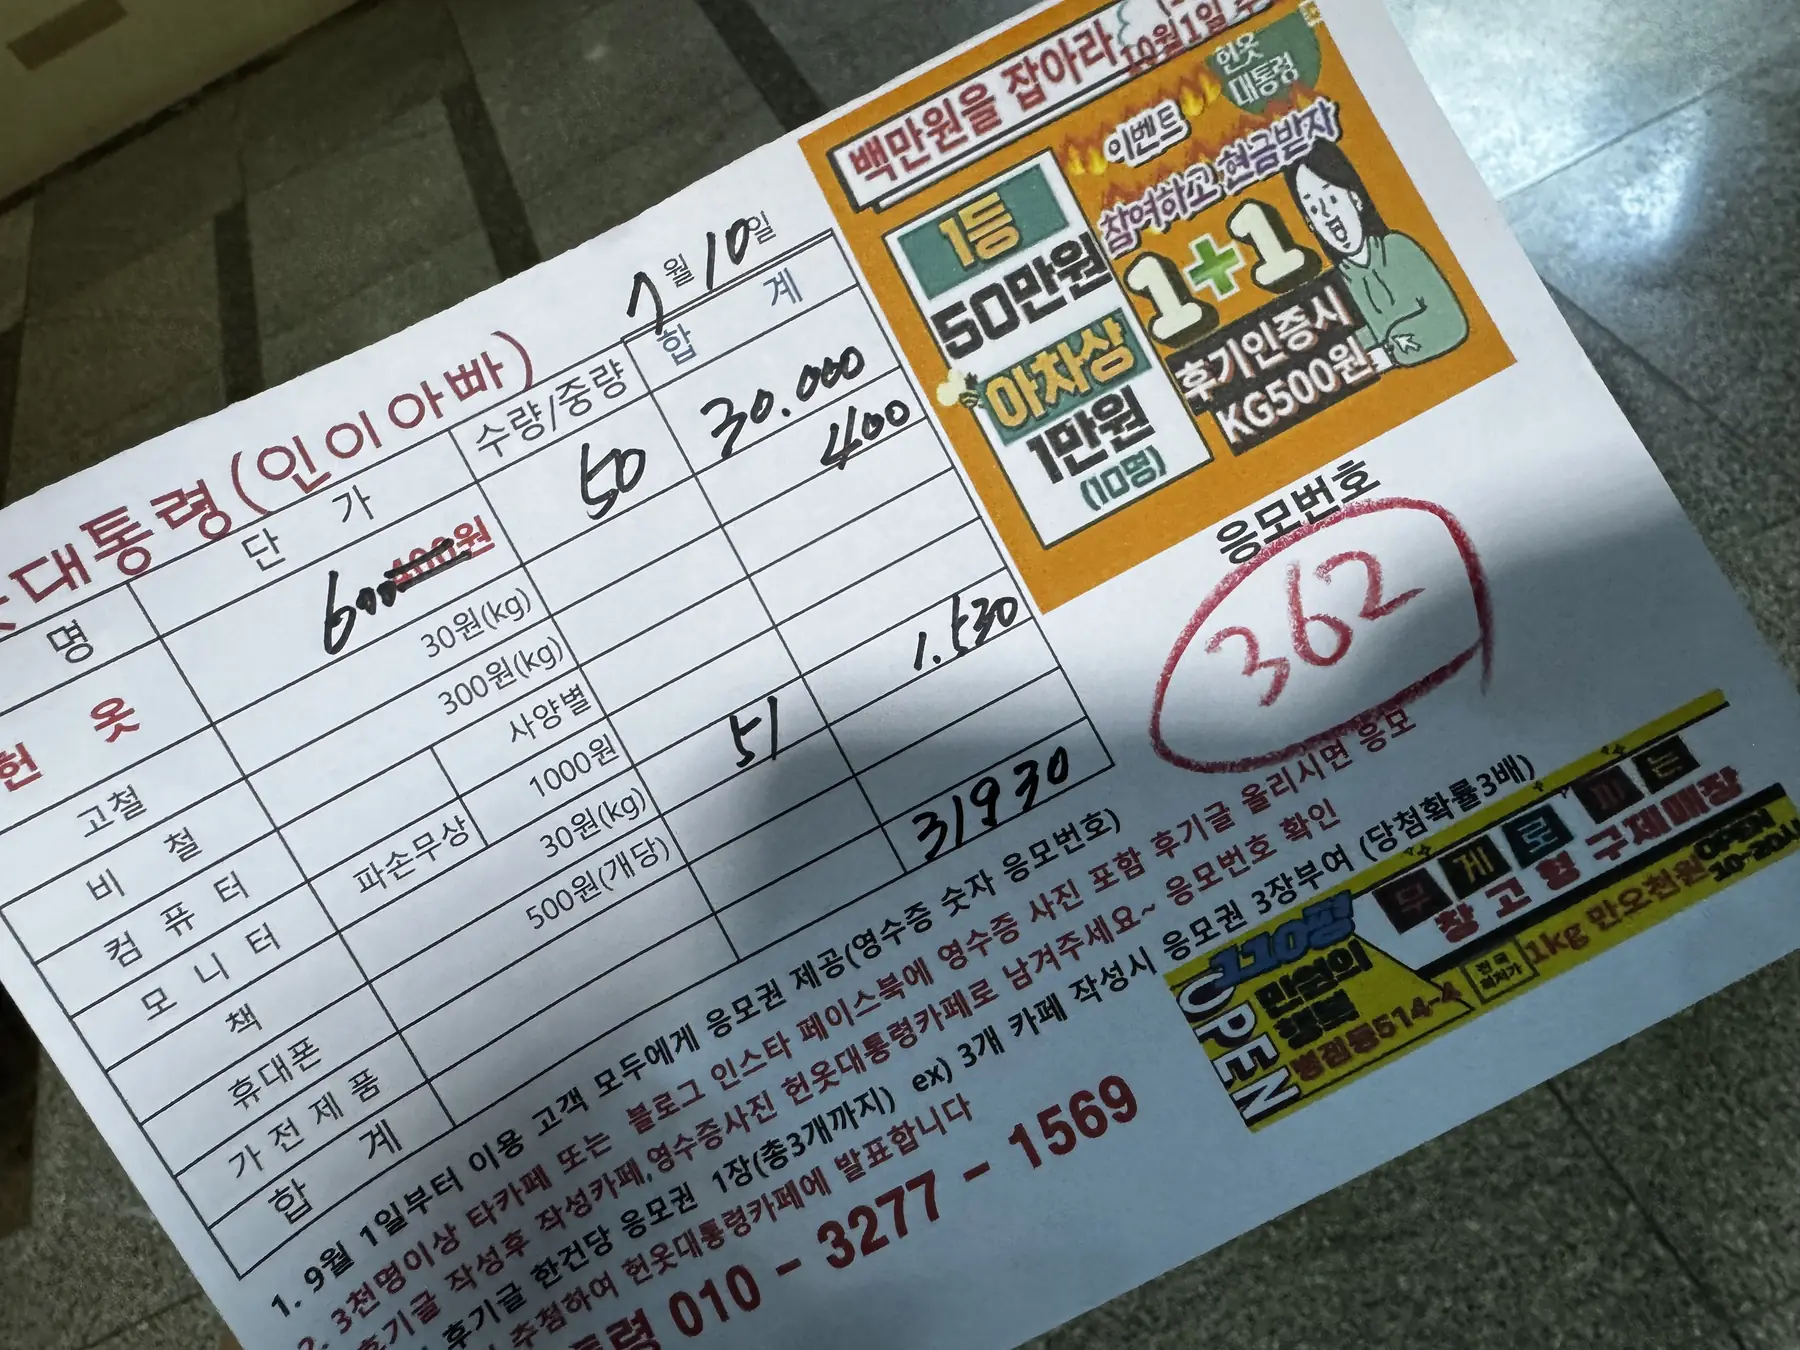 백만원을 잡아라
10월1일
헌옷
대통령
이벤트
참여하고 현금받자
1등
50만원
1+1
아차상
1만원
(10명)
후기인증시
KG500원
7월 10일
대통령(인이아빠)
명 단 가 수량/중량 합 계
헌 옷 600 400원 50 30.000
고철 30원(kg) 400
비 철 300원(kg)
컴 퓨 터 사양별
모 니 터 파손무상 1000원
책 30원(kg) 51 1.530
휴대폰 500원(개당)
가 전 제 품
합 계 31930
응모번호
362
1. 9월 1일부터 이용 고객 모두에게 응모권 제공(영수증 숫자 응모번호)
2. 3천명이상 타카페 또는 블로그 인스타 페이스북에 영수증 사진 포함 후기글 올리시면 응모
후기글 작성후 작성카페,영수증사진 헌옷대통령카페로 남겨주세요~ 응모번호 확인
후기글 한건당 응모권 1장(총3개까지) ex) 3개 카페 작성시 응모권 3장부여 (당첨확률3배)
추첨하여 헌옷대통령카페에 발표합니다
령 010 - 3277 - 1569
무게로 파는
창고형 구제매장
1kg 만오천원
OPEN